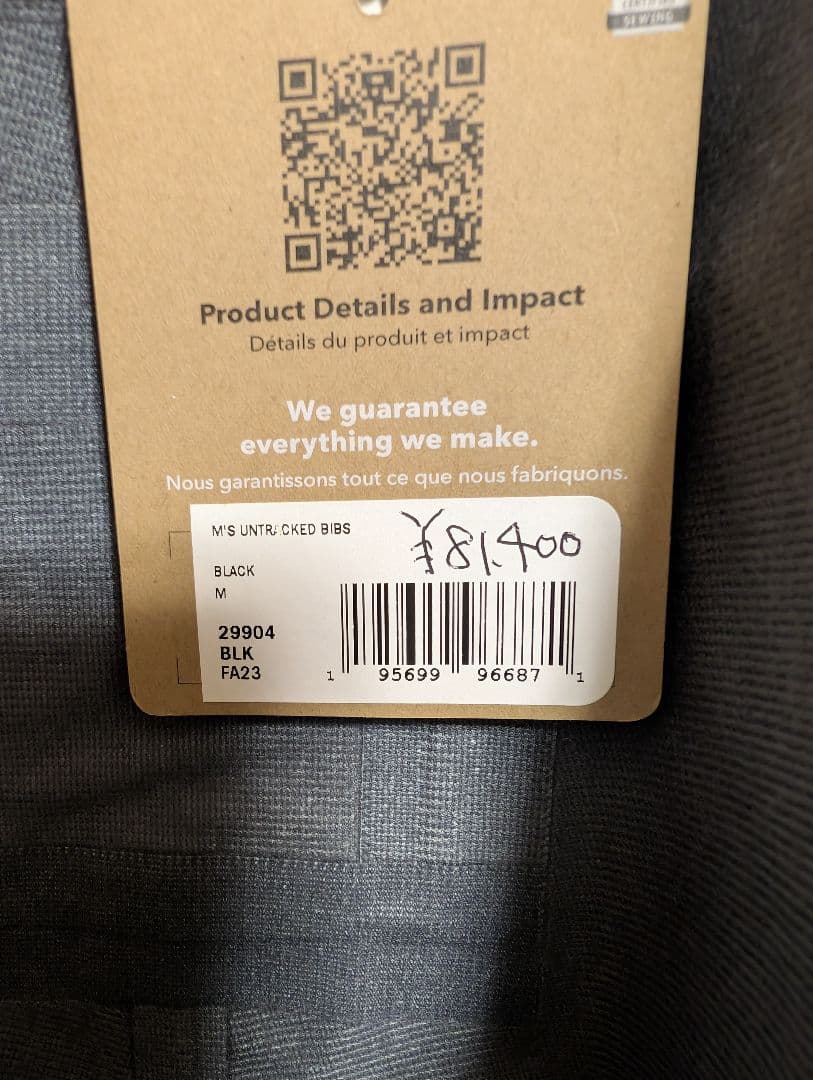 SEWING
Product Details and Impact
Détails du produit et impact
We guarantee
everything we make.
Nous garantissons tout ce que nous fabriquons.
M'S UNTRACKED BIBS
¥81,400
BLACK
M
29904
BLK
FA23
1 95699 96687 1